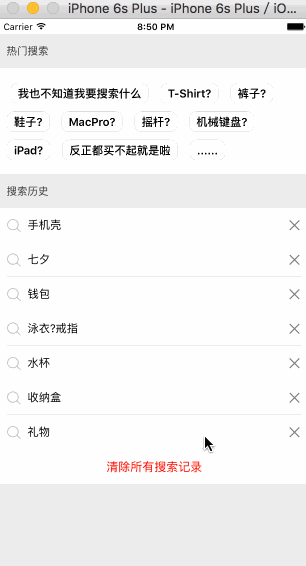 iPhone 6s Plus - iPhone 6s Plus / iO...
Carrier 8:50 PM
热门搜索
我也不知道我要搜索什么 T-Shirt? 裤子?
鞋子? MacPro? 摇杆? 机械键盘?
iPad? 反正都买不起就是啦 ……
搜索历史
手机壳
七夕
钱包
泳衣?戒指
水杯
收纳盒
礼物
清除所有搜索记录